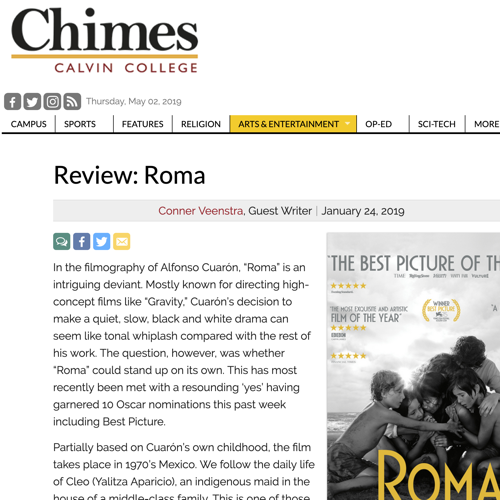 Chimes
CALVIN COLLEGE
Thursday, May 02, 2019
CAMPUS SPORTS FEATURES RELIGION ARTS & ENTERTAINMENT OP-ED SCI-TECH MORE
Review: Roma
Conner Veenstra, Guest Writer | January 24, 2019
In the filmography of Alfonso Cuarón, “Roma” is an
intriguing deviant. Mostly known for directing high-
concept films like “Gravity,” Cuarón’s decision to
make a quiet, slow, black and white drama can
seem like tonal whiplash compared with the rest of
his work. The question, however, was whether
“Roma” could stand up on its own. This has most
recently been met with a resounding ‘yes’ having
garnered 10 Oscar nominations this past week
including Best Picture.
Partially based on Cuarón’s own childhood, the film
takes place in 1970’s Mexico. We follow the daily life
of Cleo (Yalitza Aparicio), an indigenous maid in the
house of a middle-class family. This is one of those
"THE BEST PICTURE OF TH
TIME RollingStone
"THE MOST EXQUISITE AND ARTISTIC
FILM OF THE YEAR"
BBC
WINNER
BEST PICTURE
ROMA